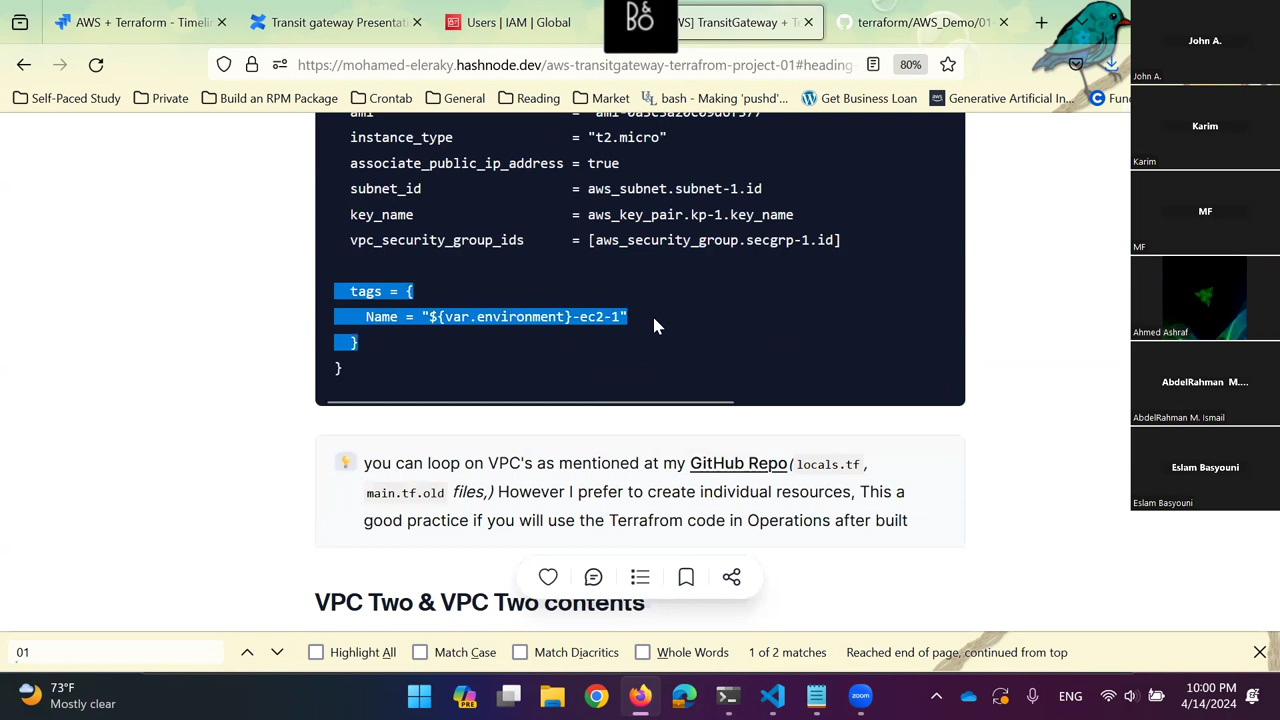 AWS + Terraform - Timelin
Transit gateway Presentati
Users | IAM | Global
WS] TransitGateway + Te
terraform/AWS_Demo/01
D&
BO
https://mohamed-eleraky.hashnode.dev/aws-transitgateway-terrafrom-project-01#heading-
80%
Self-Paced Study
Private
Build an RPM Package
Crontab
General
Reading
Market
bash - Making 'pushd'...
Get Business Loan
Generative Artificial In...
Fun
instance_type = "t2.micro"
associate_public_ip_address = true
subnet_id = aws_subnet.subnet-1.id
key_name = aws_key_pair.kp-1.key_name
vpc_security_group_ids = [aws_security_group.secgrp-1.id]
tags = {
Name = "${var.environment}-ec2-1"
}
}
you can loop on VPC's as mentioned at my GitHub Repo(locals.tf,
main.tf.old files,) However I prefer to create individual resources, This a
good practice if you will use the Terrafrom code in Operations after built
VPC Two & VPC Two contents
01
Highlight All
Match Case
Match Diacritics
Whole Words
1 of 2 matches
Reached end of page, continued from top
73°F
Mostly clear
PRE
zoom
ENG
10:00 PM
4/14/2024
John A.
John A.
Karim
Karim
MF
MF
Ahmed Ashraf
AbdelRahman M....
AbdelRahman M. Ismail
Eslam Basyouni
Eslam Basyouni